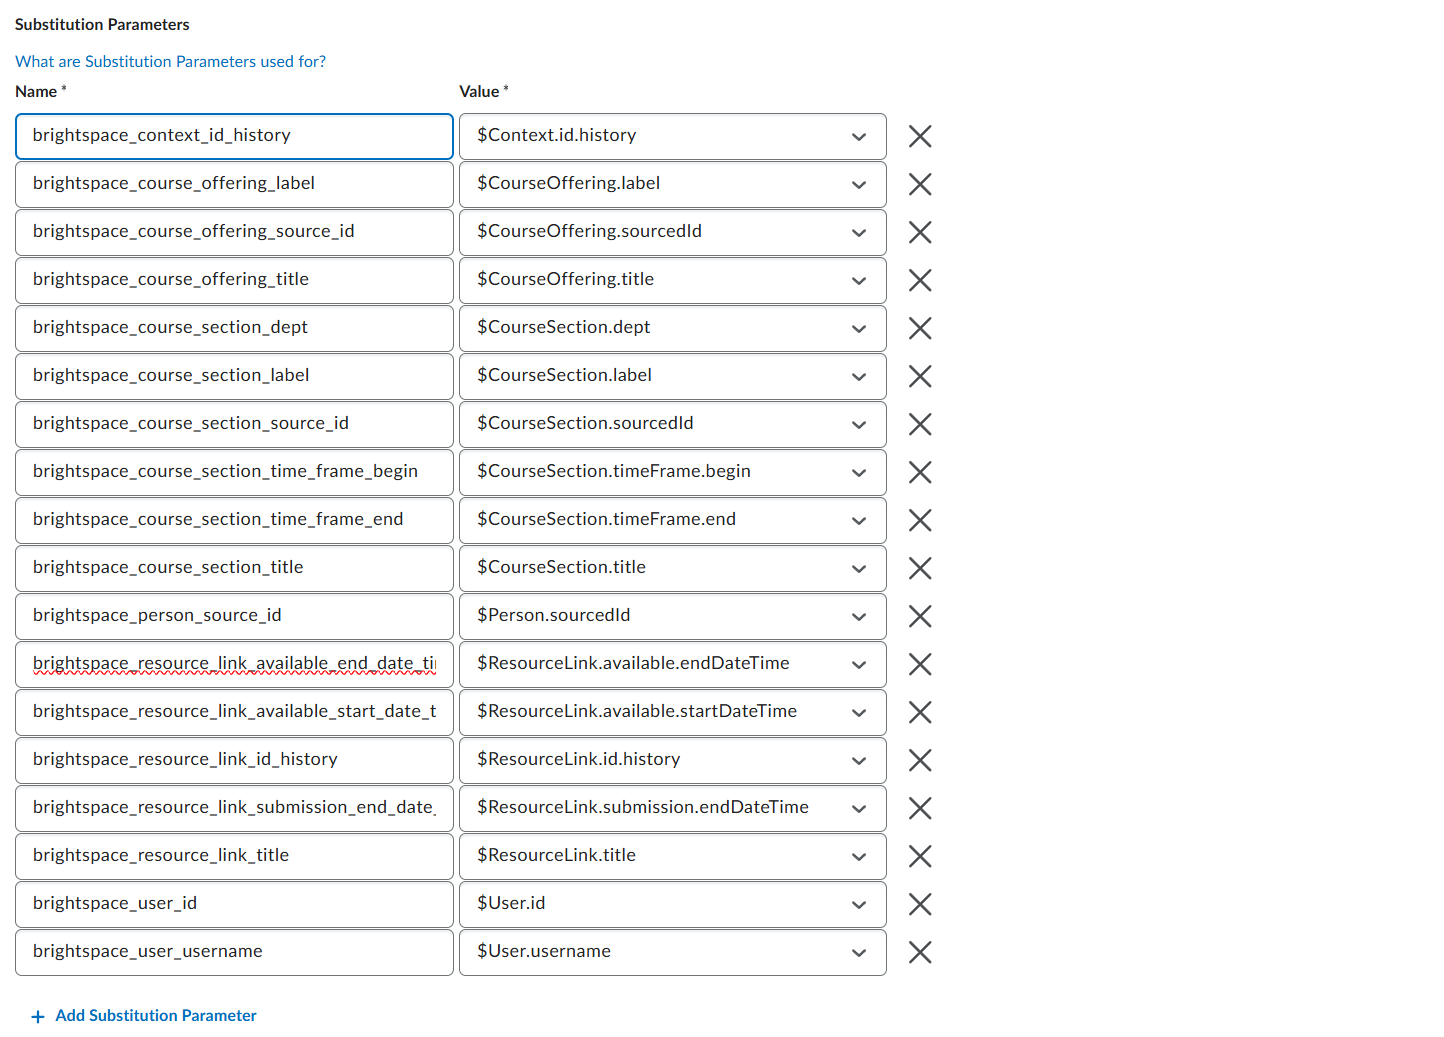 Substitution Parameters
What are Substitution Parameters used for?
Name * Value *
brightspace_context_id_history $Context.id.history
brightspace_course_offering_label $CourseOffering.label
brightspace_course_offering_source_id $CourseOffering.sourcedId
brightspace_course_offering_title $CourseOffering.title
brightspace_course_section_dept $CourseSection.dept
brightspace_course_section_label $CourseSection.label
brightspace_course_section_source_id $CourseSection.sourcedId
brightspace_course_section_time_frame_begin $CourseSection.timeFrame.begin
brightspace_course_section_time_frame_end $CourseSection.timeFrame.end
brightspace_course_section_title $CourseSection.title
brightspace_person_source_id $Person.sourcedId
brightspace_resource_link_available_end_date_ti $ResourceLink.available.endDateTime
brightspace_resource_link_available_start_date_t $ResourceLink.available.startDateTime
brightspace_resource_link_id_history $ResourceLink.id.history
brightspace_resource_link_submission_end_date_ $ResourceLink.submission.endDateTime
brightspace_resource_link_title $ResourceLink.title
brightspace_user_id $User.id
brightspace_user_username $User.username
+ Add Substitution Parameter